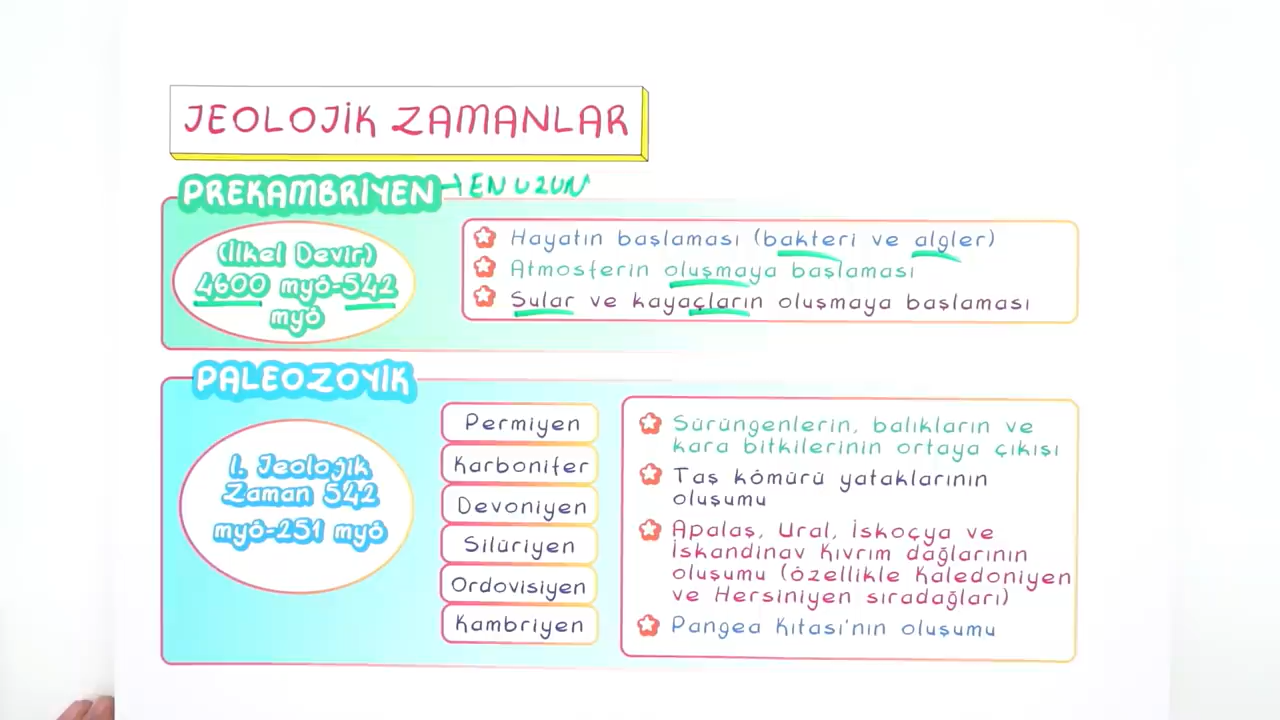 JEOLOJİK ZAMANLAR
PREKAMBRİYEN → EN UZUN
(İlkel Devir)
4600 myö-542
myö
Hayatın başlaması (bakteri ve algler)
Atmosferin oluşmaya başlaması
Sular ve kayaçların oluşmaya başlaması
PALEOZOYİK
I. Jeolojik
Zaman 542
myö-251 myö
Permiyen
Karbonifer
Devoniyen
Silüriyen
Ordovisiyen
Kambriyen
Sürüngenlerin, balıkların ve
kara bitkilerinin ortaya çıkışı
Taş kömürü yataklarının
oluşumu
Apalaş, Ural, İskoçya ve
İskandinav Kıvrım dağlarının
oluşumu (özellikle Kaledoniyen
ve Hersiniyen sıradağları)
Pangea Kıtası'nın oluşumu